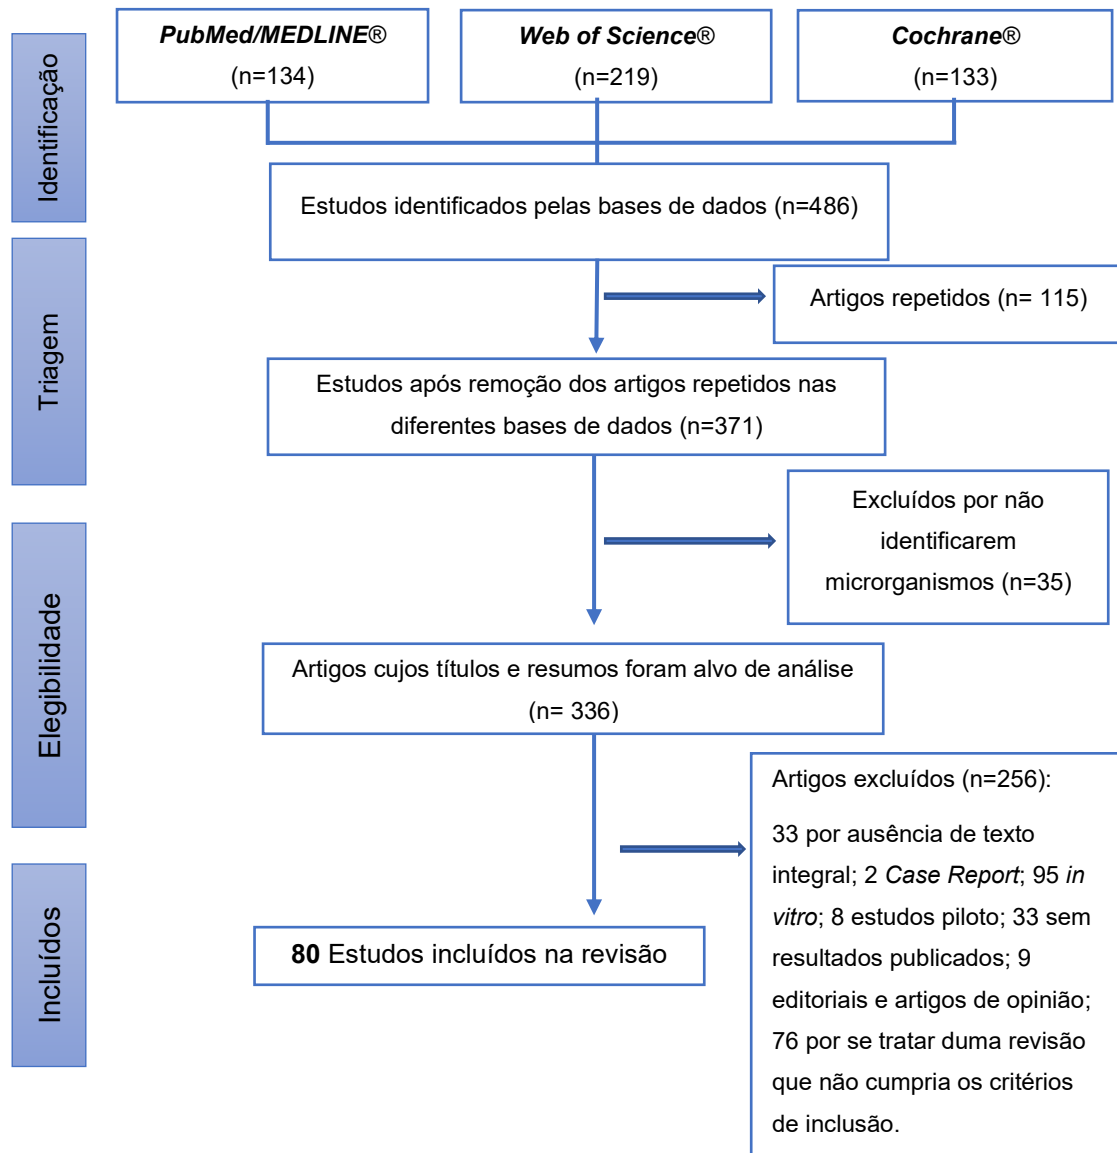 Identificação
PubMed/MEDLINE®
(n=134)
Web of Science®
(n=219)
Cochrane®
(n=133)
Estudos identificados pelas bases de dados (n=486)
Triagem
Artigos repetidos (n= 115)
Estudos após remoção dos artigos repetidos nas
diferentes bases de dados (n=371)
Elegibilidade
Excluídos por não
identificarem
microrganismos (n=35)
Artigos cujos títulos e resumos foram alvo de análise
(n= 336)
Artigos excluídos (n=256):
33 por ausência de texto
integral; 2 Case Report; 95 in
vitro; 8 estudos piloto; 33 sem
resultados publicados; 9
editoriais e artigos de opinião;
76 por se tratar duma revisão
que não cumpria os critérios
de inclusão.
Incluídos
80 Estudos incluídos na revisão